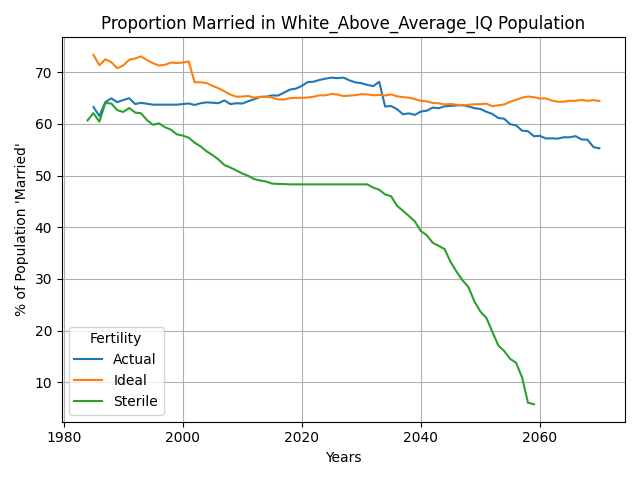 Proportion Married in White_Above_Average_IQ Population
% of Population 'Married'
70
60
50
40
30
20
10
Fertility
Actual
Ideal
Sterile
1980
2000
2020
2040
2060
Years